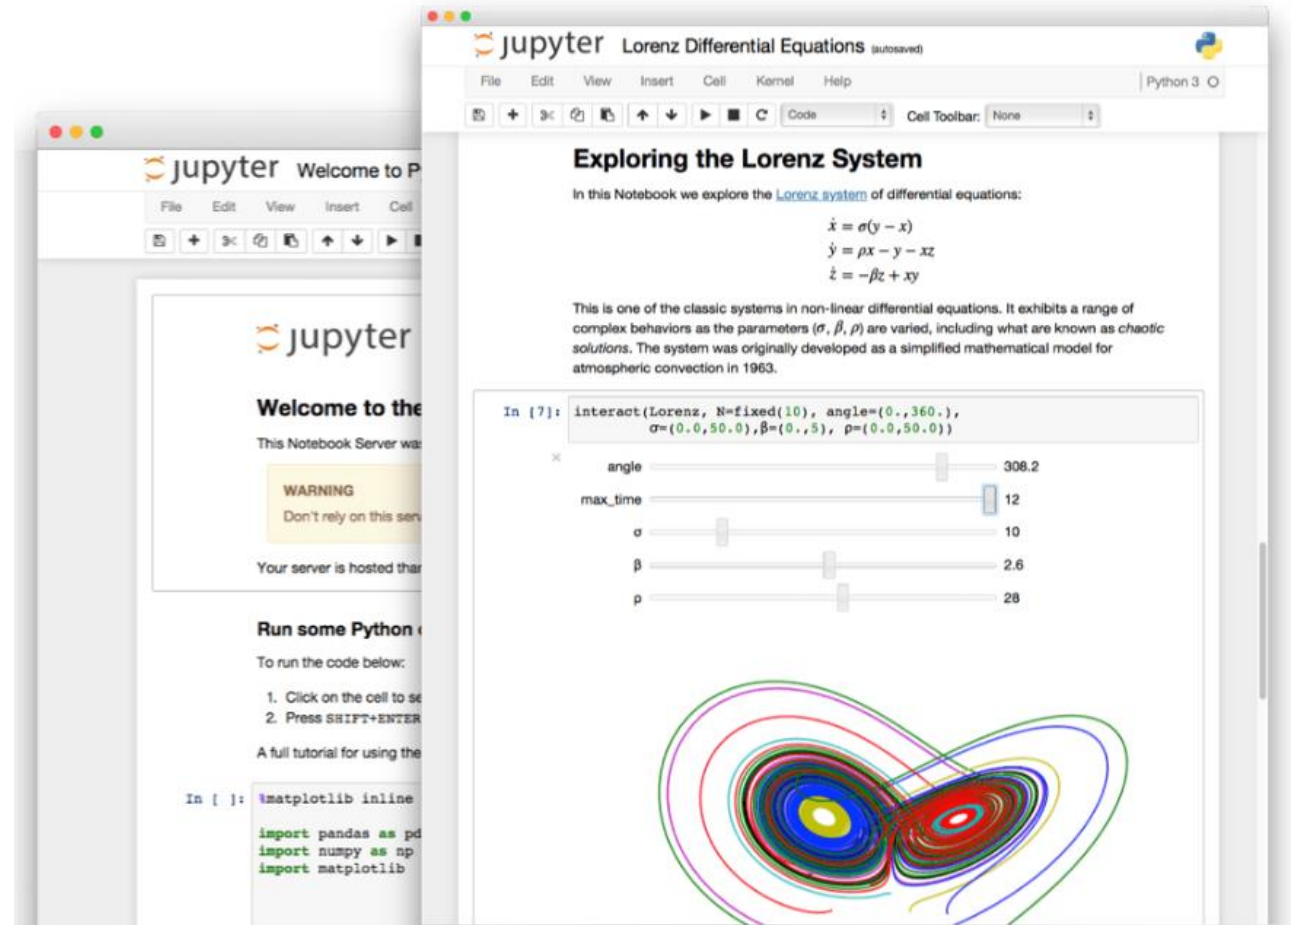 jupyter Lorenz Differential Equations (autosaved)
File Edit View Insert Cell Kernel Help Python 3
Code Cell Toolbar: None
Exploring the Lorenz System
In this Notebook we explore the Lorenz system of differential equations:
ẋ = σ(y − x)
ẏ = ρx − y − xz
ż = −βz + xy
This is one of the classic systems in non-linear differential equations. It exhibits a range of
complex behaviors as the parameters (σ, β, ρ) are varied, including what are known as chaotic
solutions. The system was originally developed as a simplified mathematical model for
atmospheric convection in 1963.
In [7]: interact(Lorenz, N=fixed(10), angle=(0.,360.),
σ=(0.0,50.0),β=(0.,5), ρ=(0.0,50.0))
angle 308.2
max_time 12
σ 10
β 2.6
ρ 28
jupyter Welcome to P
File Edit View Insert Cell
jupyter
Welcome to the
This Notebook Server was
WARNING
Don't rely on this serv
Your server is hosted than
Run some Python
To run the code below:
1. Click on the cell to se
2. Press SHIFT+ENTER
A full tutorial for using the
In [ ]: %matplotlib inline
import pandas as pd
import numpy as np
import matplotlib